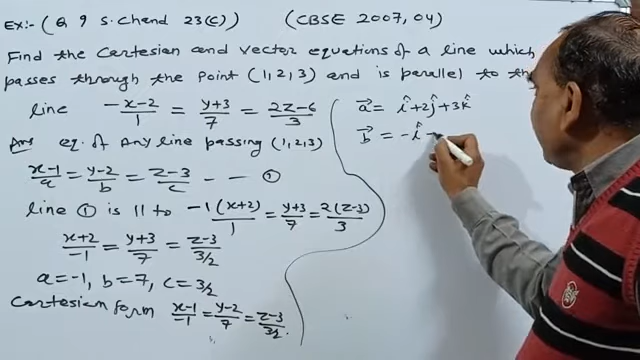 Ex:- (Q 9 S.Chand 23(C)) (CBSE 2007, 04)
Find the Cartesian and vector equations of a line which
passes through the point (1,2,3) and is parallel to th
line (-x-2)/1 = (y+3)/7 = (2z-6)/3
Ans eq. of any line passing (1,2,3)
(x-1)/a = (y-2)/b = (z-3)/c - - ①
line ① is || to (-1(x+2))/1 = (y+3)/7 = (2(z-3))/3
(x+2)/-1 = (y+3)/7 = (z-3)/(3/2)
a=-1, b=7, c=3/2
Cartesian form (x-1)/-1 = (y-2)/7 = (z-3)/(3/2).
a⃗ = î+2ĵ+3k̂
b⃗ = -î